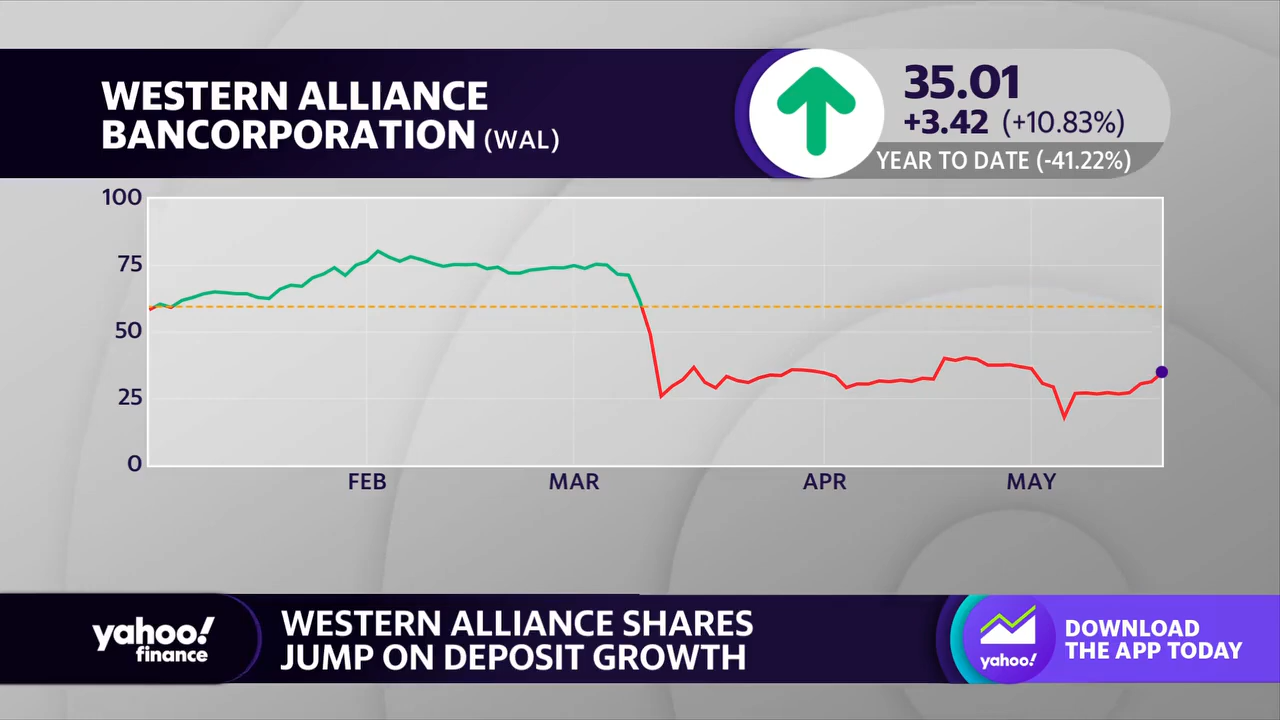 WESTERN ALLIANCE
BANCORPORATION (WAL)
35.01
+3.42 (+10.83%)
YEAR TO DATE (-41.22%)
100
75
50
25
0
FEB MAR APR MAY
yahoo!
finance
WESTERN ALLIANCE SHARES
JUMP ON DEPOSIT GROWTH
yahoo!
DOWNLOAD
THE APP TODAY